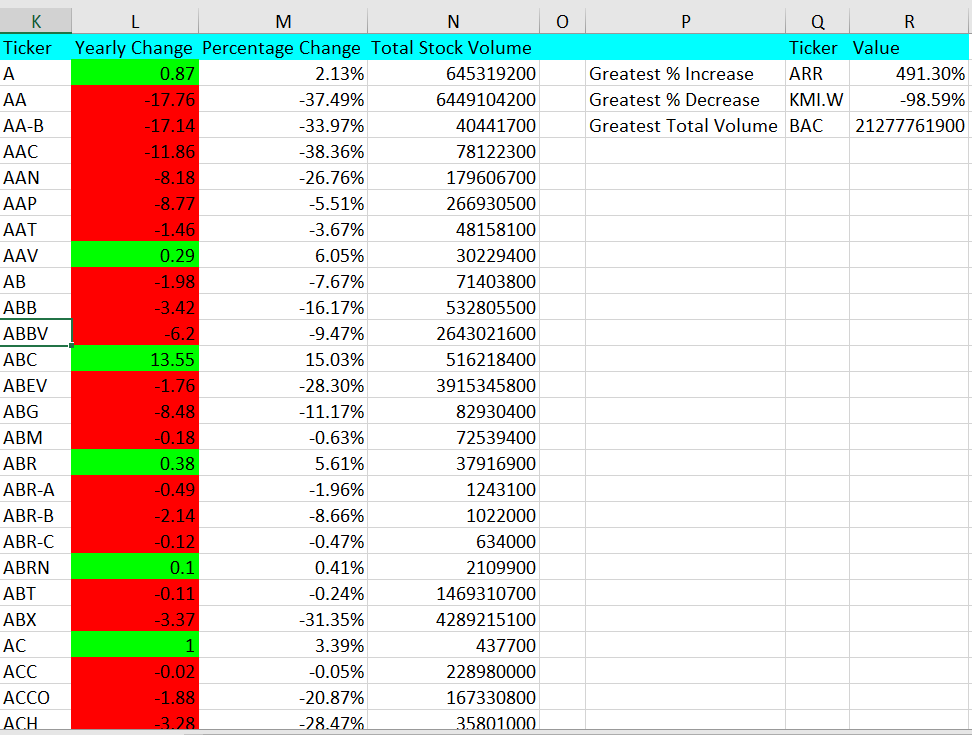 K L M N O P Q R
Ticker Yearly Change Percentage Change Total Stock Volume Ticker Value
A 0.87 2.13% 645319200 Greatest % Increase ARR 491.30%
AA -17.76 -37.49% 6449104200 Greatest % Decrease KMI.W -98.59%
AA-B -17.14 -33.97% 40441700 Greatest Total Volume BAC 21277761900
AAC -11.86 -38.36% 78122300
AAN -8.18 -26.76% 179606700
AAP -8.77 -5.51% 266930500
AAT -1.46 -3.67% 48158100
AAV 0.29 6.05% 30229400
AB -1.98 -7.67% 71403800
ABB -3.42 -16.17% 532805500
ABBV -6.2 -9.47% 2643021600
ABC 13.55 15.03% 516218400
ABEV -1.76 -28.30% 3915345800
ABG -8.48 -11.17% 82930400
ABM -0.18 -0.63% 72539400
ABR 0.38 5.61% 37916900
ABR-A -0.49 -1.96% 1243100
ABR-B -2.14 -8.66% 1022000
ABR-C -0.12 -0.47% 634000
ABRN 0.1 0.41% 2109900
ABT -0.11 -0.24% 1469310700
ABX -3.37 -31.35% 4289215100
AC 1 3.39% 437700
ACC -0.02 -0.05% 228980000
ACCO -1.88 -20.87% 167330800
ACH -3.28 -28.47% 35801000